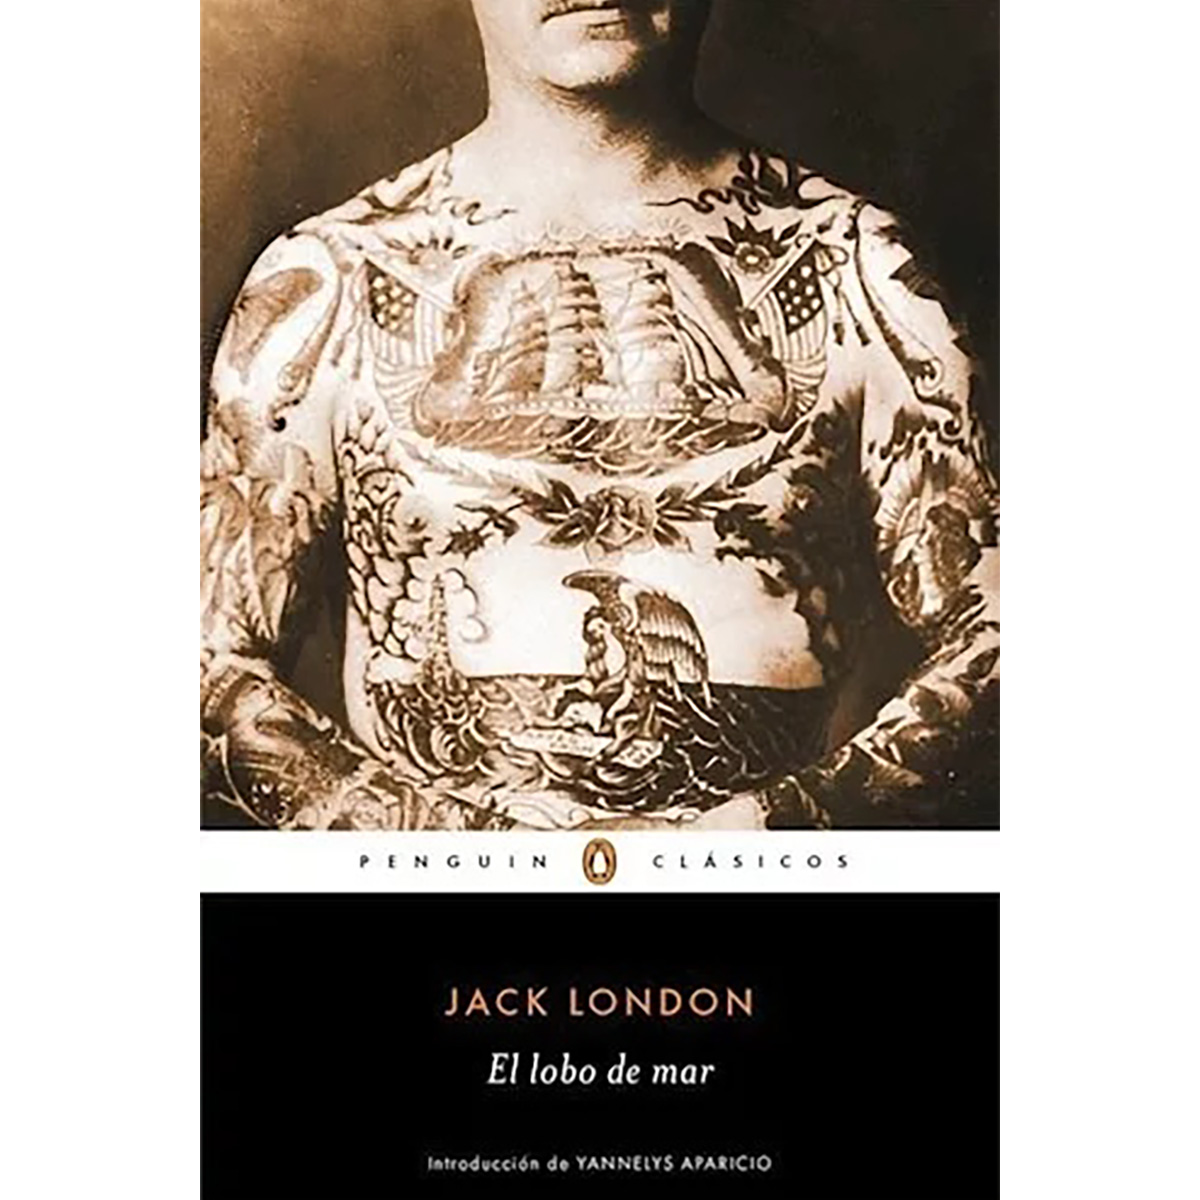 PENGUIN CLÁSICOS
JACK LONDON
El lobo de mar
Introducción de YANNELYS APARICIO